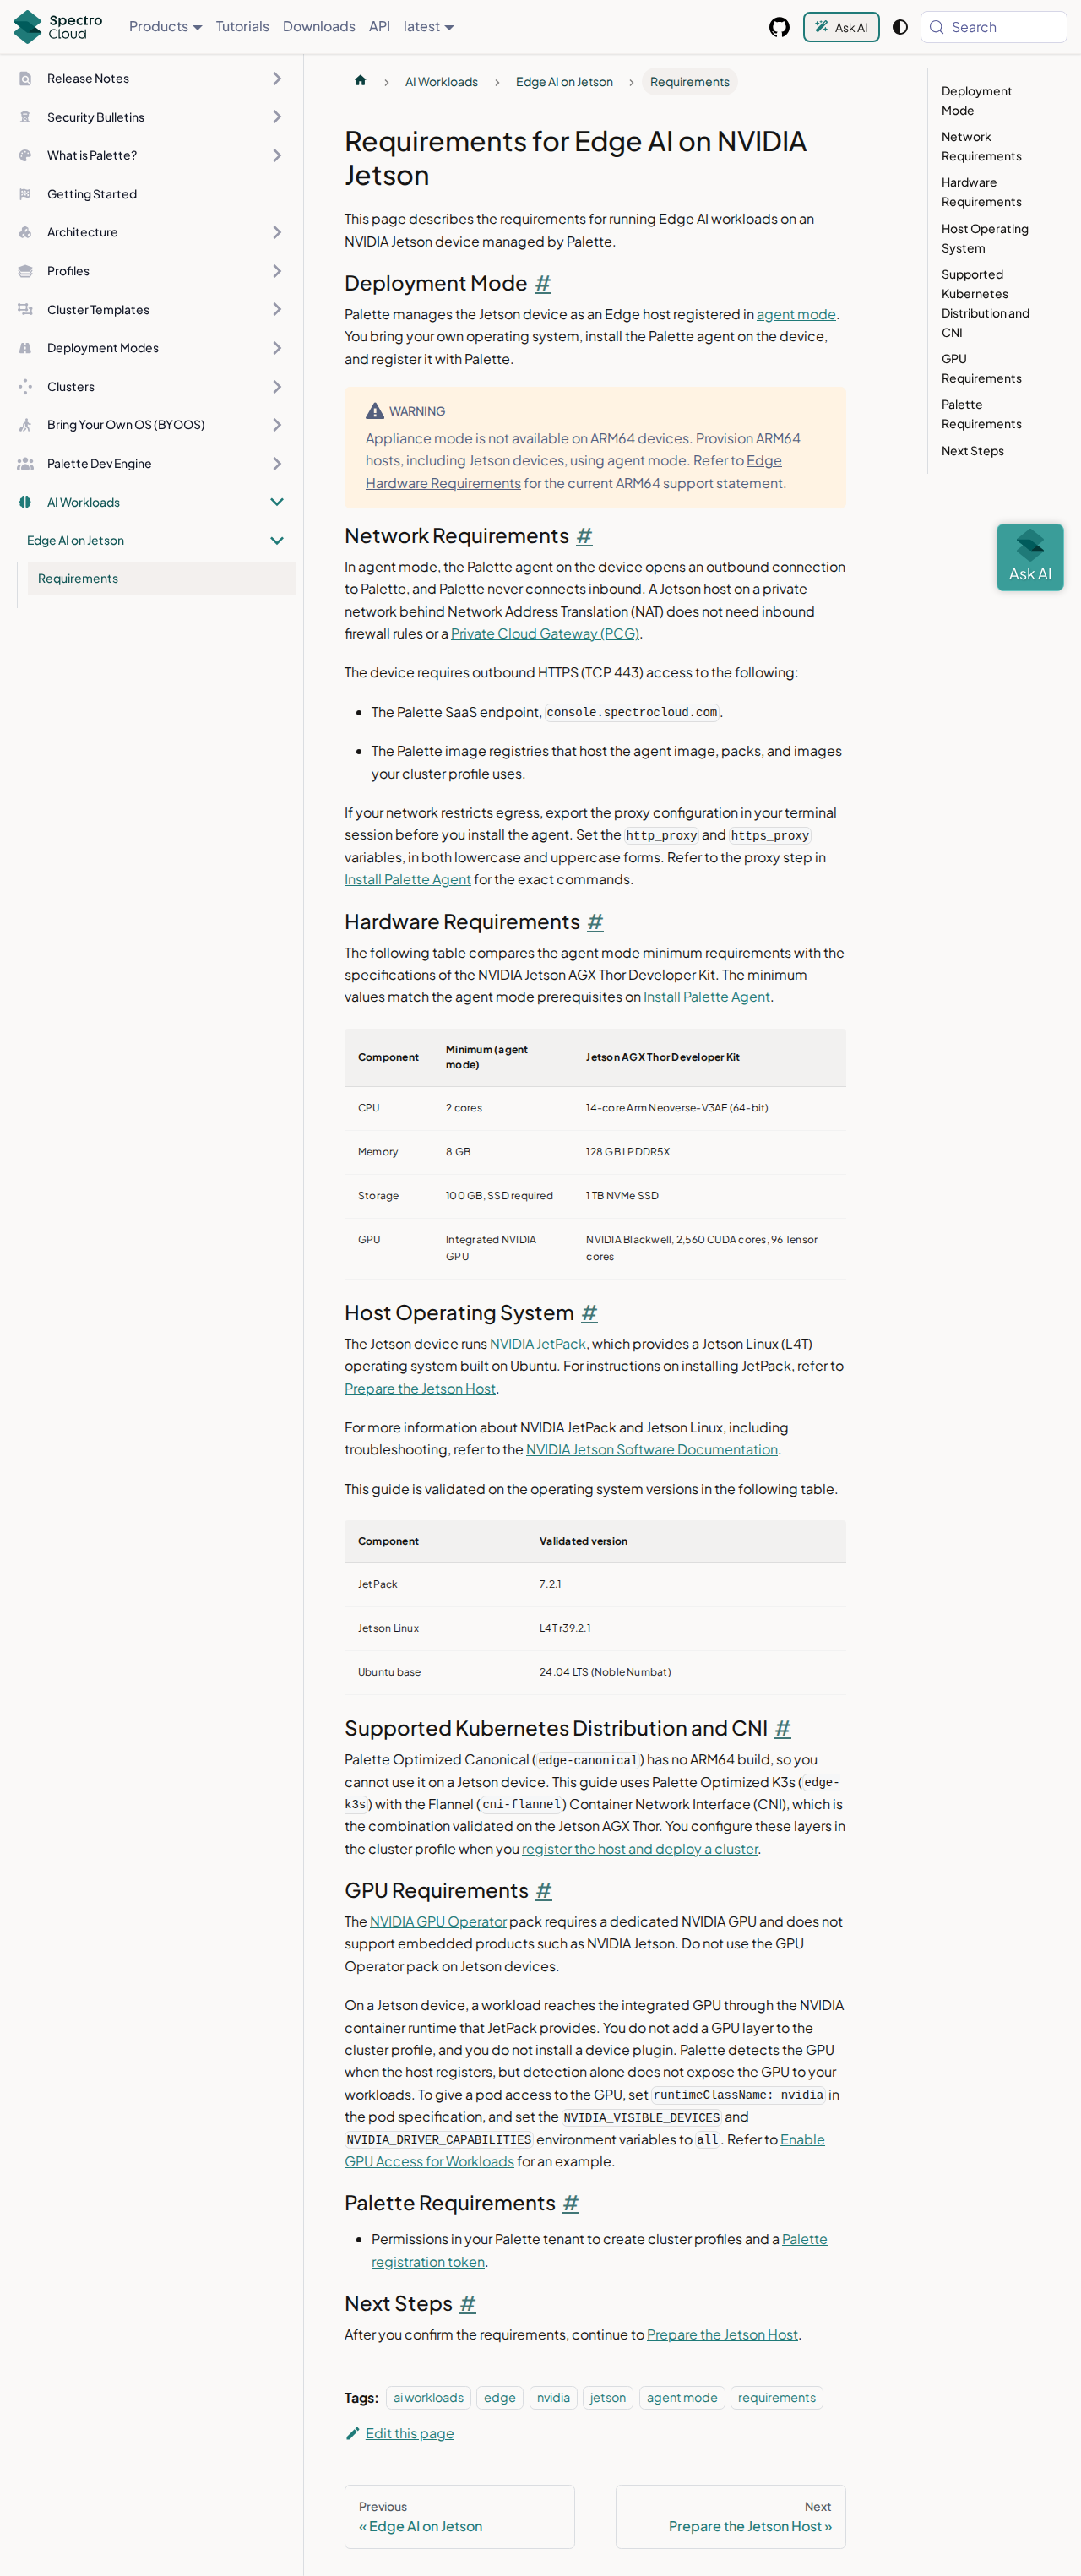 Spectro
Cloud
Products
Tutorials
Downloads
API
latest
Ask AI
Search
Release Notes
Security Bulletins
What is Palette?
Getting Started
Architecture
Profiles
Cluster Templates
Deployment Modes
Clusters
Bring Your Own OS (BYOOS)
Palette Dev Engine
AI Workloads
Edge AI on Jetson
Requirements
AI Workloads
Edge AI on Jetson
Requirements
Requirements for Edge AI on NVIDIA
Jetson
This page describes the requirements for running Edge AI workloads on an
NVIDIA Jetson device managed by Palette.
Deployment Mode #
Palette manages the Jetson device as an Edge host registered in agent mode.
You bring your own operating system, install the Palette agent on the device,
and register it with Palette.
WARNING
Appliance mode is not available on ARM64 devices. Provision ARM64
hosts, including Jetson devices, using agent mode. Refer to Edge
Hardware Requirements for the current ARM64 support statement.
Network Requirements #
In agent mode, the Palette agent on the device opens an outbound connection
to Palette, and Palette never connects inbound. A Jetson host on a private
network behind Network Address Translation (NAT) does not need inbound
firewall rules or a Private Cloud Gateway (PCG).
The device requires outbound HTTPS (TCP 443) access to the following:
The Palette SaaS endpoint, console.spectrocloud.com.
The Palette image registries that host the agent image, packs, and images
your cluster profile uses.
If your network restricts egress, export the proxy configuration in your terminal
session before you install the agent. Set the http_proxy and https_proxy
variables, in both lowercase and uppercase forms. Refer to the proxy step in
Install Palette Agent for the exact commands.
Hardware Requirements #
The following table compares the agent mode minimum requirements with the
specifications of the NVIDIA Jetson AGX Thor Developer Kit. The minimum
values match the agent mode prerequisites on Install Palette Agent.
Component
Minimum (agent
mode)
Jetson AGX Thor Developer Kit
CPU
2 cores
14-core Arm Neoverse-V3AE (64-bit)
Memory
8 GB
128 GB LPDDR5X
Storage
100 GB, SSD required
1 TB NVMe SSD
GPU
Integrated NVIDIA
GPU
NVIDIA Blackwell, 2,560 CUDA cores, 96 Tensor
cores
Host Operating System #
The Jetson device runs NVIDIA JetPack, which provides a Jetson Linux (L4T)
operating system built on Ubuntu. For instructions on installing JetPack, refer to
Prepare the Jetson Host.
For more information about NVIDIA JetPack and Jetson Linux, including
troubleshooting, refer to the NVIDIA Jetson Software Documentation.
This guide is validated on the operating system versions in the following table.
Component
Validated version
JetPack
7.2.1
Jetson Linux
L4T r39.2.1
Ubuntu base
24.04 LTS (Noble Numbat)
Supported Kubernetes Distribution and CNI #
Palette Optimized Canonical (edge-canonical) has no ARM64 build, so you
cannot use it on a Jetson device. This guide uses Palette Optimized K3s (edge-
k3s) with the Flannel (cni-flannel) Container Network Interface (CNI), which is
the combination validated on the Jetson AGX Thor. You configure these layers in
the cluster profile when you register the host and deploy a cluster.
GPU Requirements #
The NVIDIA GPU Operator pack requires a dedicated NVIDIA GPU and does not
support embedded products such as NVIDIA Jetson. Do not use the GPU
Operator pack on Jetson devices.
On a Jetson device, a workload reaches the integrated GPU through the NVIDIA
container runtime that JetPack provides. You do not add a GPU layer to the
cluster profile, and you do not install a device plugin. Palette detects the GPU
when the host registers, but detection alone does not expose the GPU to your
workloads. To give a pod access to the GPU, set runtimeClassName: nvidia in
the pod specification, and set the NVIDIA_VISIBLE_DEVICES and
NVIDIA_DRIVER_CAPABILITIES environment variables to all. Refer to Enable
GPU Access for Workloads for an example.
Palette Requirements #
Permissions in your Palette tenant to create cluster profiles and a Palette
registration token.
Next Steps #
After you confirm the requirements, continue to Prepare the Jetson Host.
Tags: ai workloads edge nvidia jetson agent mode requirements
Edit this page
Previous
« Edge AI on Jetson
Next
Prepare the Jetson Host »
Deployment
Mode
Network
Requirements
Hardware
Requirements
Host Operating
System
Supported
Kubernetes
Distribution and
CNI
GPU
Requirements
Palette
Requirements
Next Steps
Ask AI